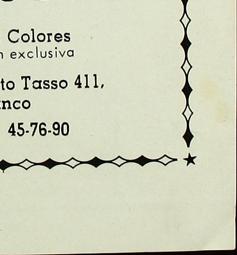 Colores
n exclusiva
to Tasso 411,
nco
45-76-90